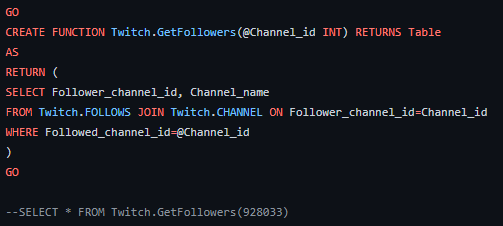 GO
CREATE FUNCTION Twitch.GetFollowers(@Channel_id INT) RETURNS Table
AS
RETURN (
SELECT Follower_channel_id, Channel_name
FROM Twitch.FOLLOWS JOIN Twitch.CHANNEL ON Follower_channel_id=Channel_id
WHERE Followed_channel_id=@Channel_id
)
GO
--SELECT * FROM Twitch.GetFollowers(928033)